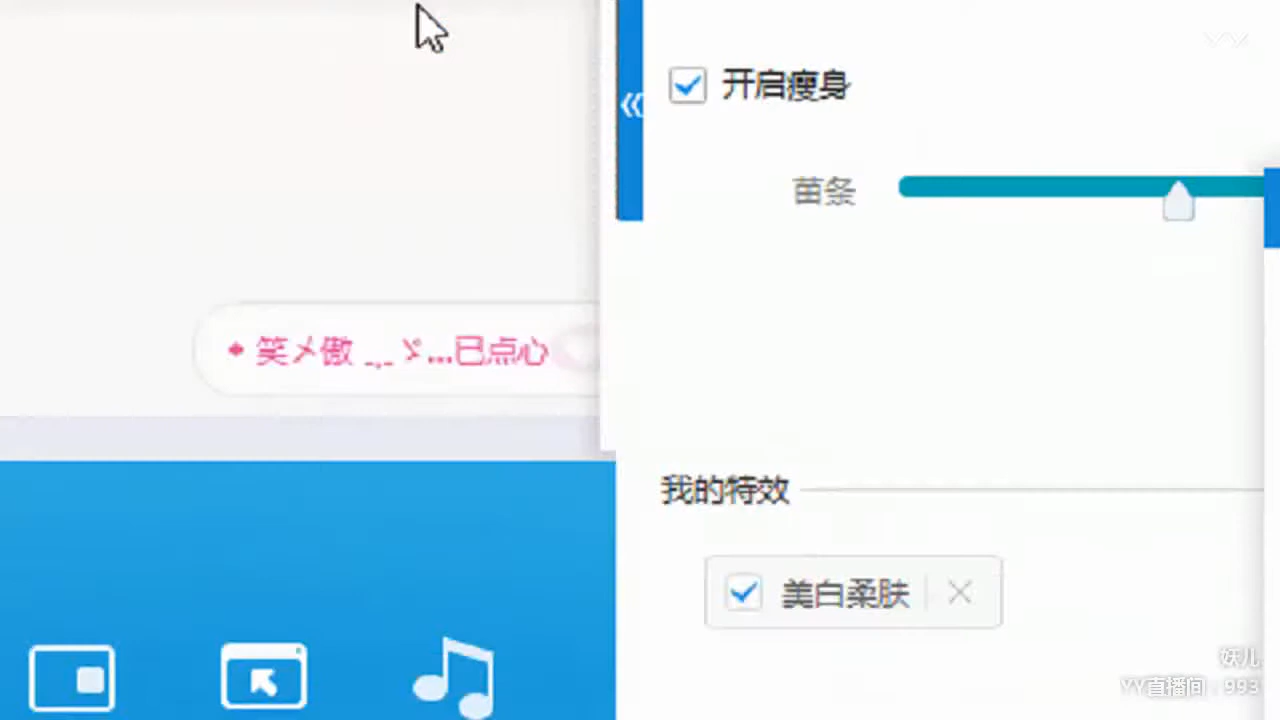 开启瘦身
苗条
笑乄傲 _._ ゞ...已点心
我的特效
美白柔肤
妖儿
YY直播间：993